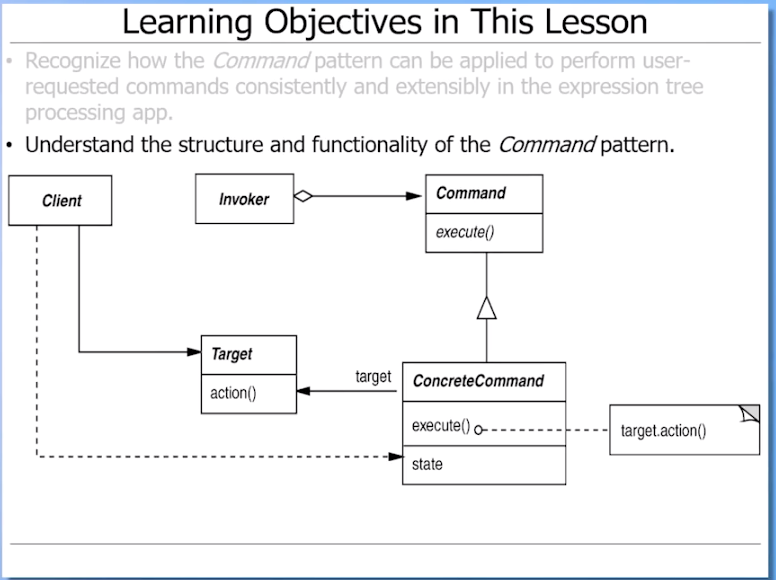 Learning Objectives in This Lesson
• Recognize how the Command pattern can be applied to perform user-
requested commands consistently and extensibly in the expression tree
processing app.
• Understand the structure and functionality of the Command pattern.
Client
Invoker
Command
execute()
Target
action()
target
ConcreteCommand
execute()
state
target.action()